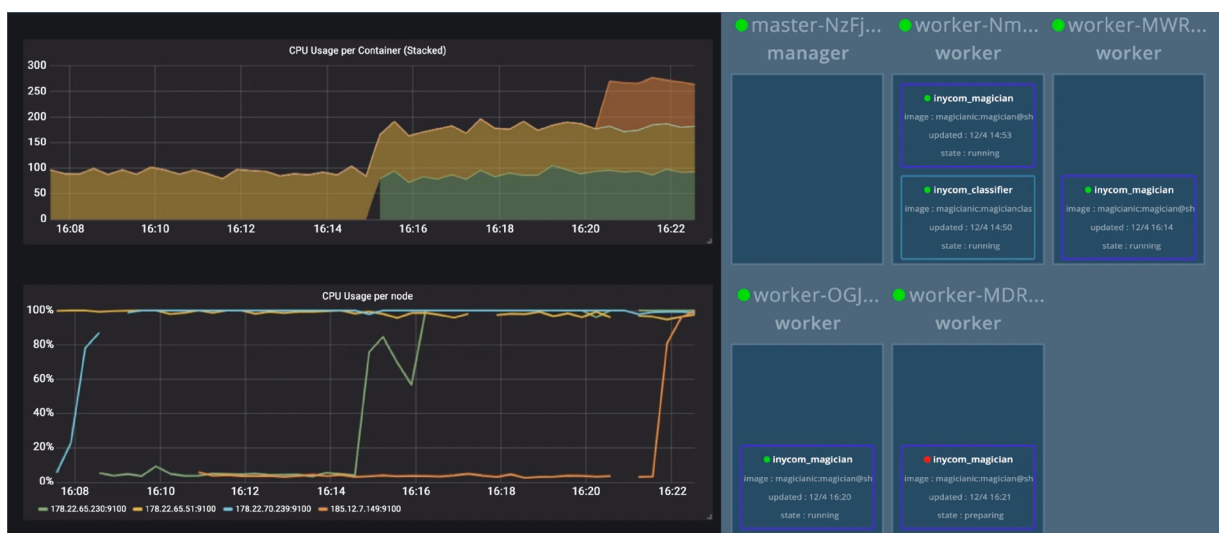 CPU Usage per Container (Stacked)
300
250
200
150
100
50
0
16:08 16:10 16:12 16:14 16:16 16:18 16:20 16:22
CPU Usage per node
100%
80%
60%
40%
20%
0%
16:08 16:10 16:12 16:14 16:16 16:18 16:20 16:22
178.22.65.230:9100 178.22.65.51:9100 178.22.70.239:9100 185.12.7.149:9100
master-NzFj...
manager
worker-Nm...
worker
inycom_magician
image : magicianic:magician@sh
updated : 12/4 14:53
state : running
inycom_classifier
image : magicianic:magicianclas
updated : 12/4 14:50
state : running
worker-MWR...
worker
inycom_magician
image : magicianic:magician@sh
updated : 12/4 16:14
state : running
worker-OGJ...
worker
inycom_magician
image : magicianic:magician@sh
updated : 12/4 16:20
state : running
worker-MDR...
worker
inycom_magician
image : magicianic:magician@sh
updated : 12/4 16:21
state : preparing